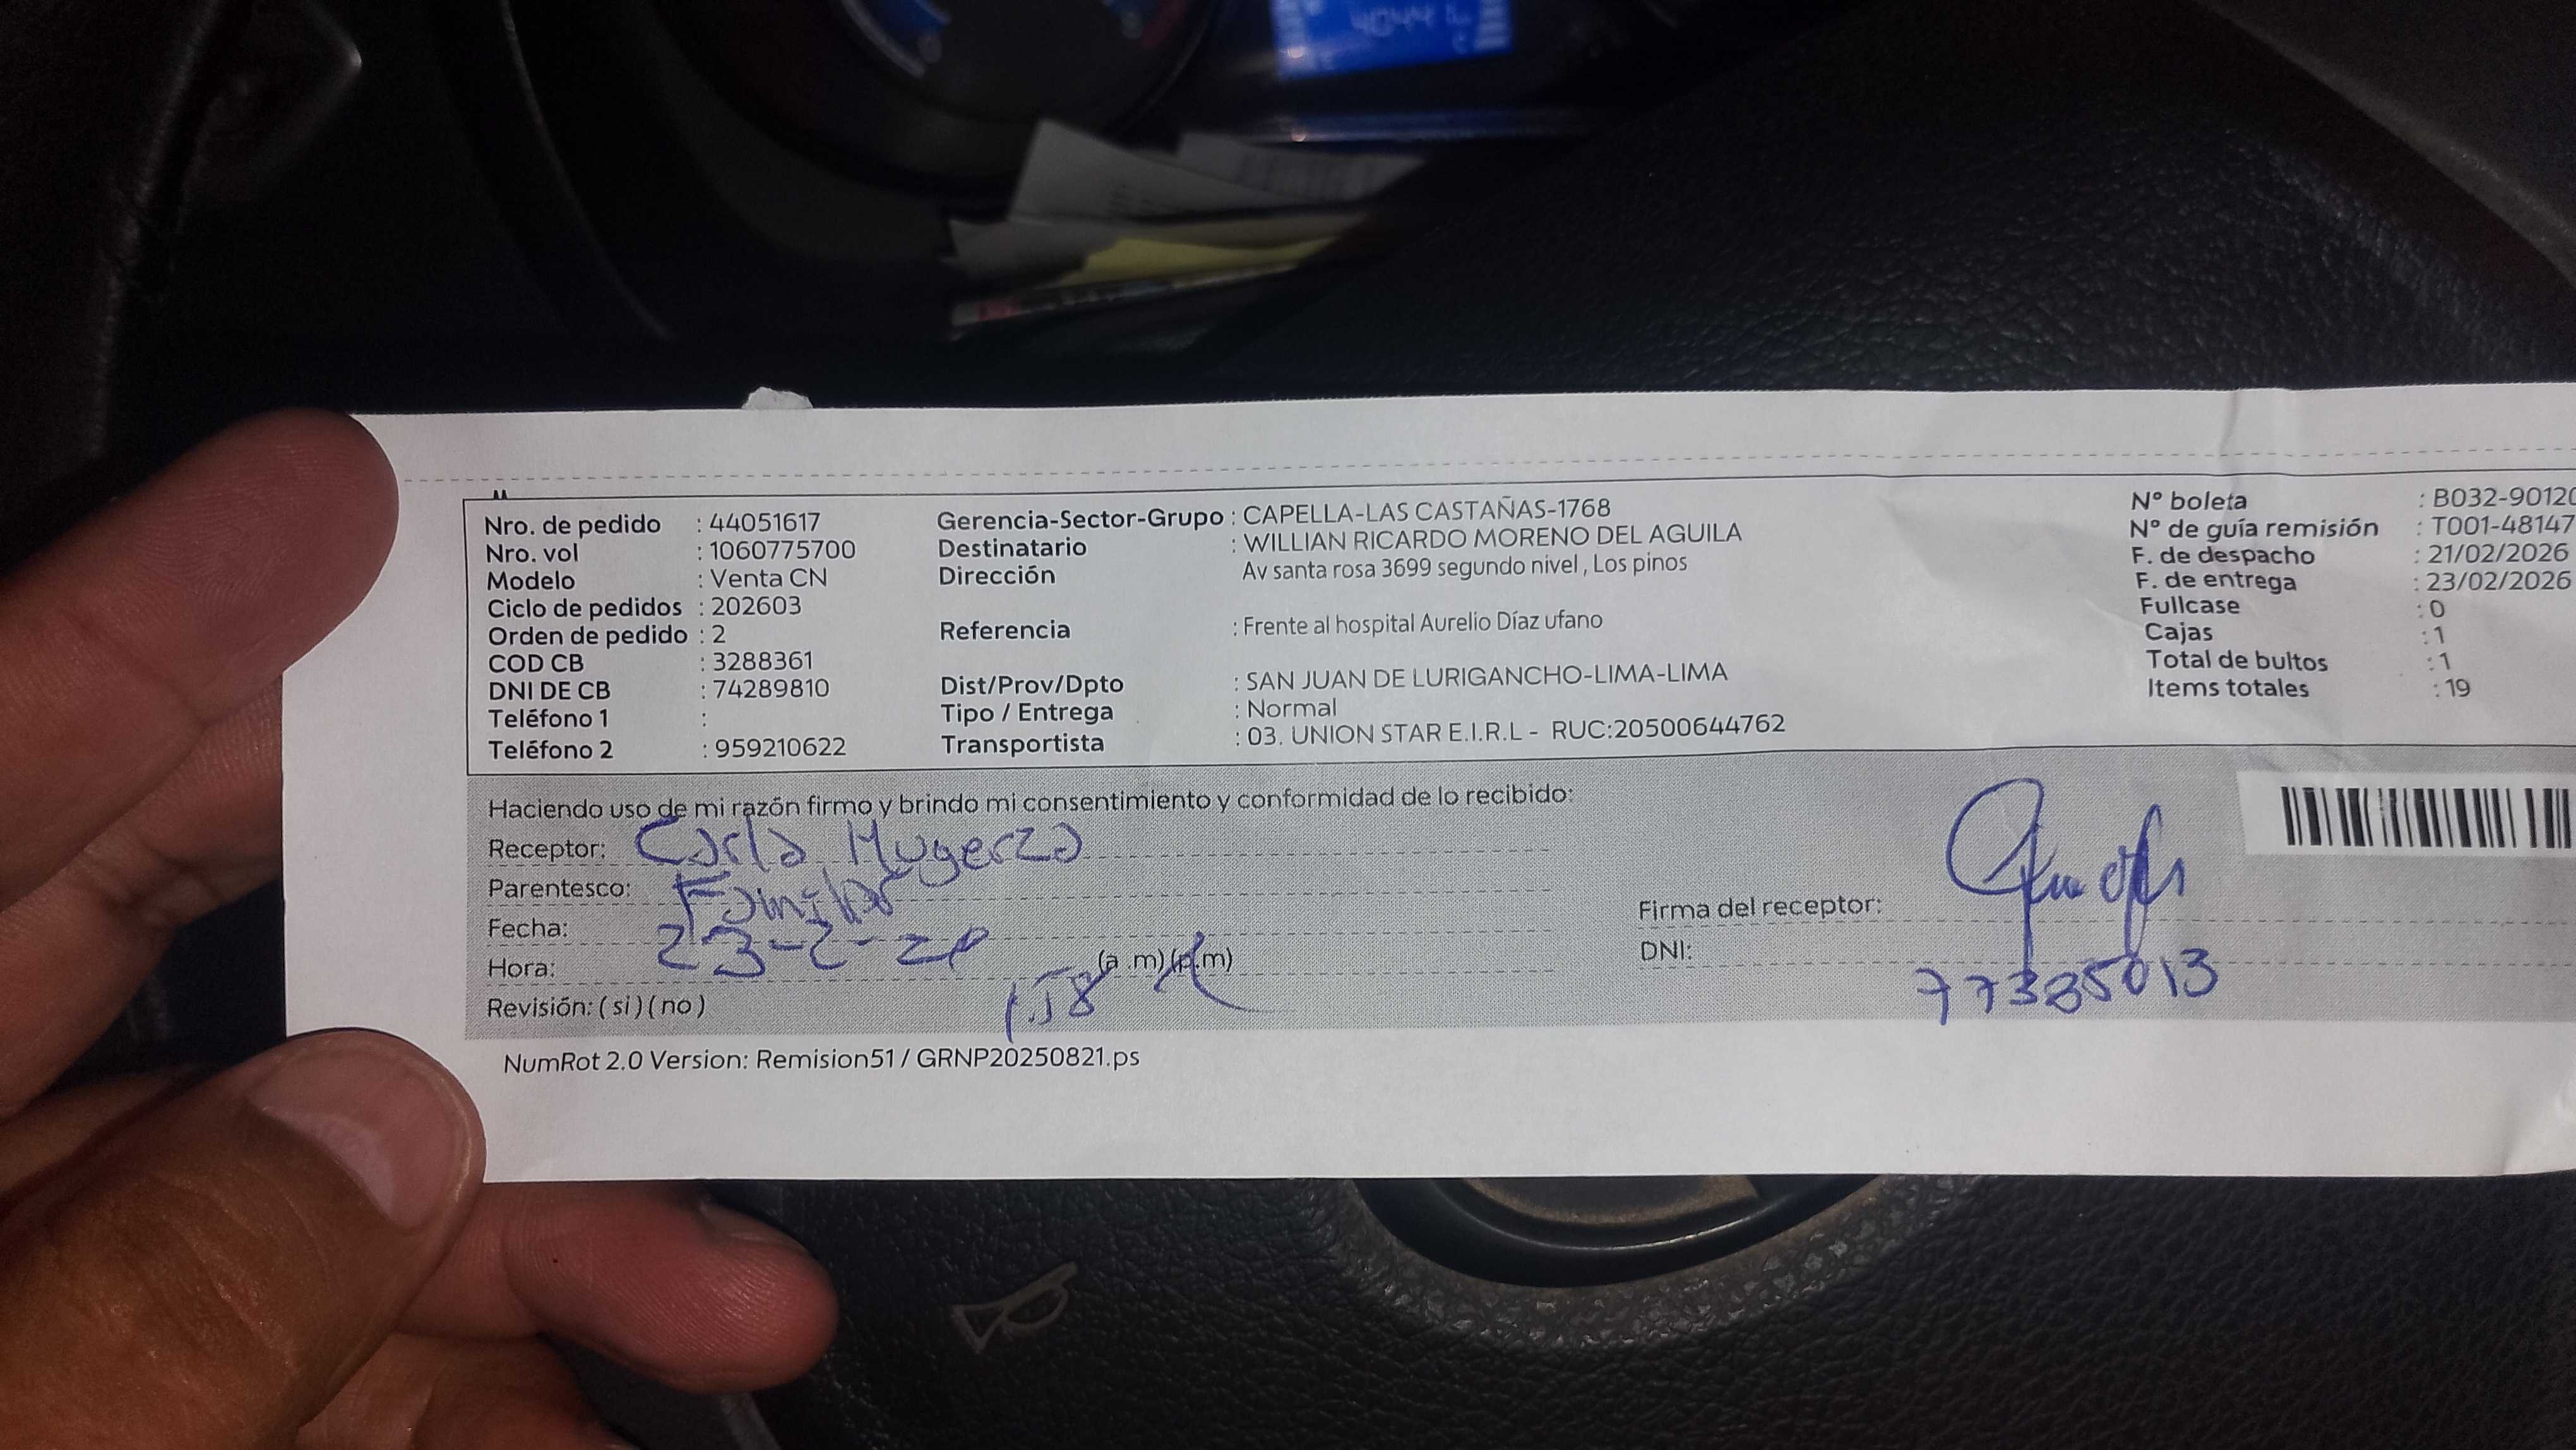 Nro. de pedido : 44051617
Nro. vol : 1060775700
Modelo : Venta CN
Ciclo de pedidos : 202603
Orden de pedido : 2
COD CB : 3288361
DNI DE CB : 74289810
Teléfono 1 :
Teléfono 2 : 959210622
Gerencia-Sector-Grupo : CAPELLA-LAS CASTAÑAS-1768
Destinatario : WILLIAN RICARDO MORENO DEL AGUILA
Dirección Av santa rosa 3699 segundo nivel , Los pinos
Referencia : Frente al hospital Aurelio Díaz ufano
Dist/Prov/Dpto : SAN JUAN DE LURIGANCHO-LIMA-LIMA
Tipo / Entrega : Normal
Transportista : 03. UNION STAR E.I.R.L - RUC:20500644762
N° boleta : B032-90120
N° de guía remisión : T001-48147
F. de despacho : 21/02/2026
F. de entrega : 23/02/2026
Fullcase : 0
Cajas : 1
Total de bultos : 1
Items totales : 19
Haciendo uso de mi razón firmo y brindo mi consentimiento y conformidad de lo recibido:
Receptor: Carla Mugerza
Parentesco: Familiar
Fecha: 23-2-
Hora: 1.58 (a .m) (p.m)
Revisión: ( si ) ( no )
Firma del receptor:
DNI: 77385013
NumRot 2.0 Version: Remision51 / GRNP20250821.ps